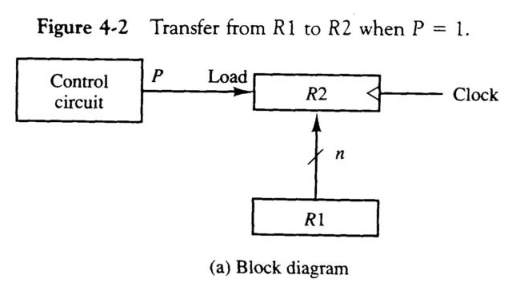 Figure 4-2 Transfer from R1 to R2 when P = 1.
Control
circuit
P
Load
R2
Clock
n
R1
(a) Block diagram